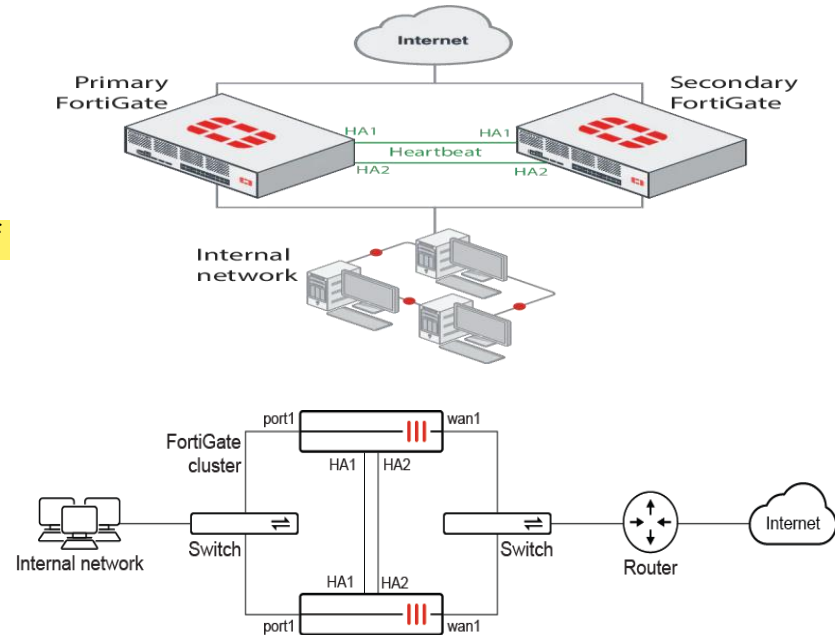 Internet
Primary
FortiGate
Secondary
FortiGate
HA1
HA1
Heartbeat
HA2
HA2
Internal
network
port1
wan1
FortiGate
cluster
HA1
HA2
Internal network
Switch
Switch
Router
Internet
HA1
HA2
port1
wan1